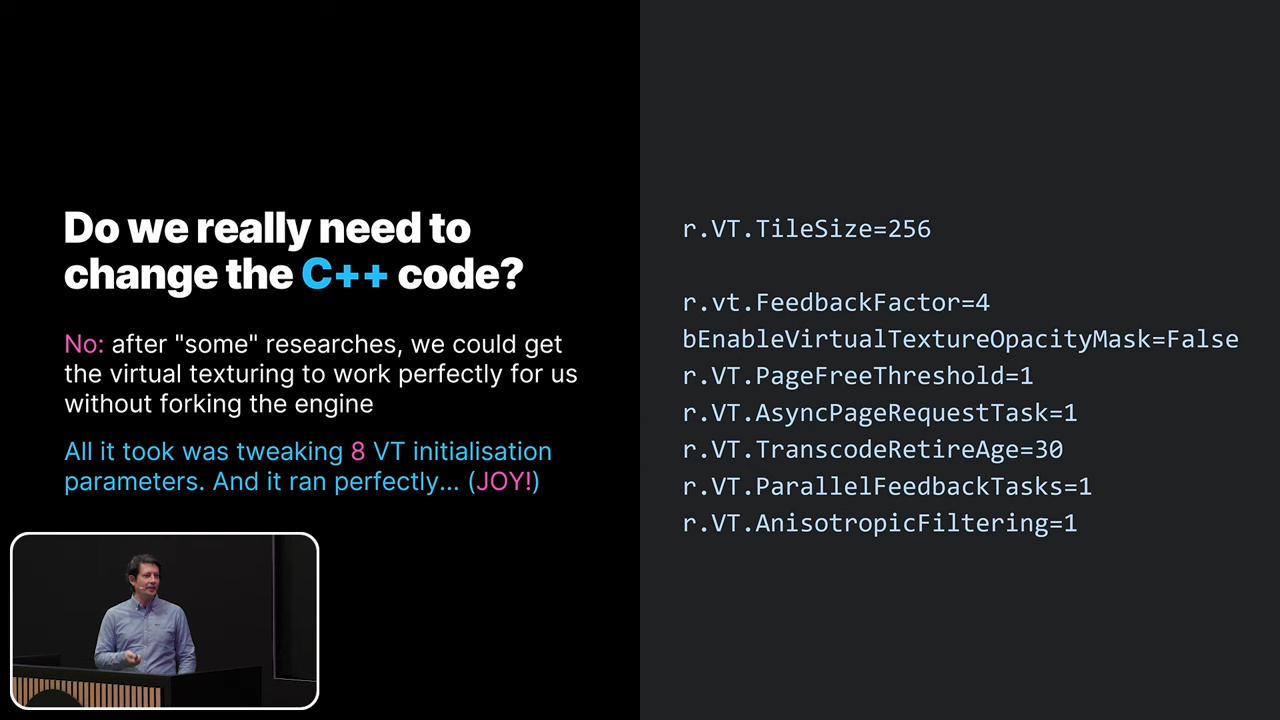 Do we really need to
change the C++ code?
No: after "some" researches, we could get
the virtual texturing to work perfectly for us
without forking the engine
All it took was tweaking 8 VT initialisation
parameters. And it ran perfectly... (JOY!)
r.VT.TileSize=256
r.vt.FeedbackFactor=4
bEnableVirtualTextureOpacityMask=False
r.VT.PageFreeThreshold=1
r.VT.AsyncPageRequestTask=1
r.VT.TranscodeRetireAge=30
r.VT.ParallelFeedbackTasks=1
r.VT.AnisotropicFiltering=1